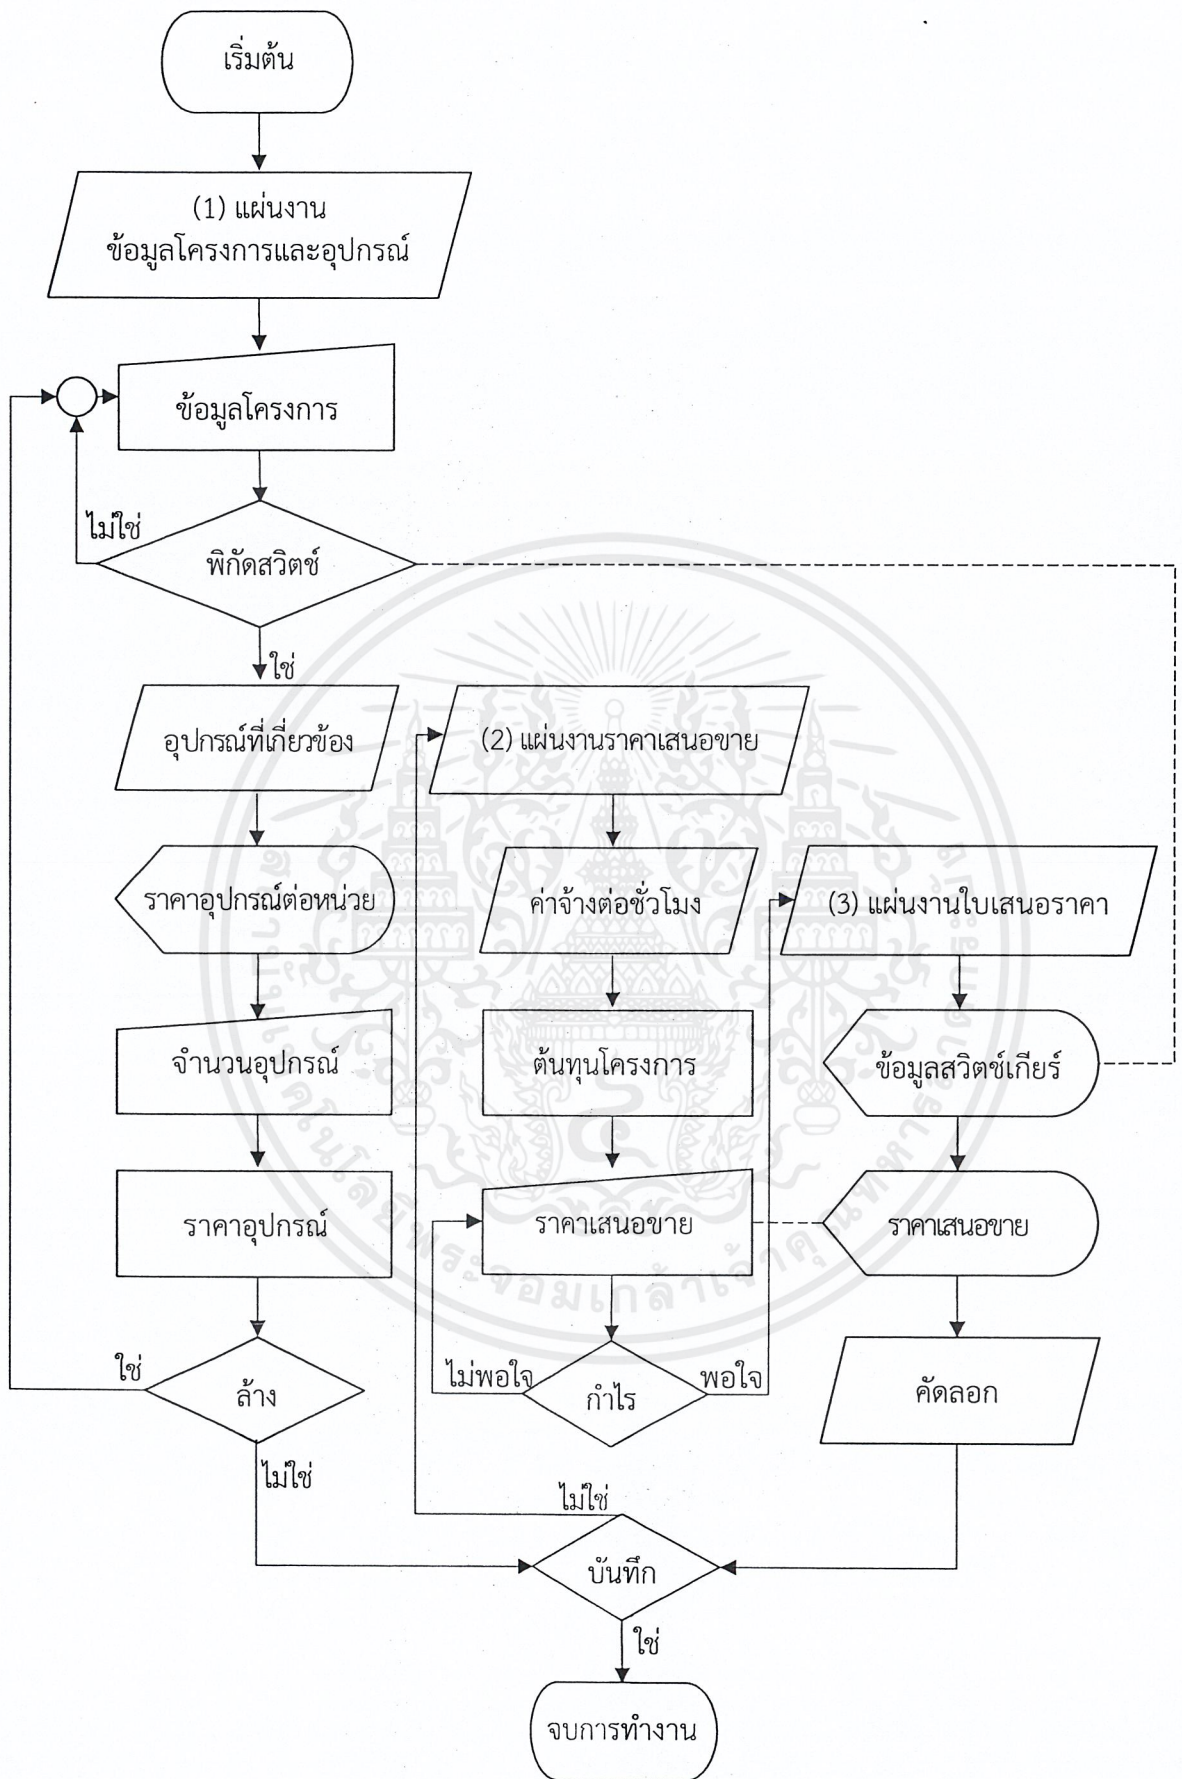 เริ่มต้น
(1) แผ่นงาน
ข้อมูลโครงการและอุปกรณ์
ข้อมูลโครงการ
ไม่ใช่
พิกัดสวิตช์
ใช่
อุปกรณ์ที่เกี่ยวข้อง
ราคาอุปกรณ์ต่อหน่วย
จำนวนอุปกรณ์
ราคาอุปกรณ์
ใช่
ล้าง
ไม่ใช่
(2) แผ่นงานราคาเสนอขาย
ค่าจ้างต่อชั่วโมง
ต้นทุนโครงการ
ราคาเสนอขาย
ไม่พอใจ
กำไร
พอใจ
(3) แผ่นงานใบเสนอราคา
ข้อมูลสวิตช์เกียร์
ราคาเสนอขาย
คัดลอก
ไม่ใช่
บันทึก
ใช่
จบการทำงาน